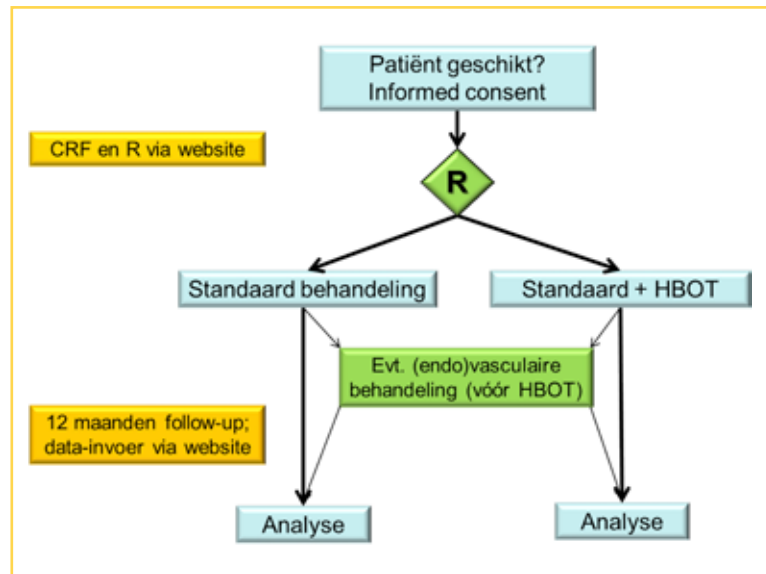 Patiënt geschikt?
Informed consent
CRF en R via website
R
Standaard behandeling
Standaard + HBOT
Evt. (endo)vasculaire
behandeling (vóór HBOT)
12 maanden follow-up;
data-invoer via website
Analyse
Analyse